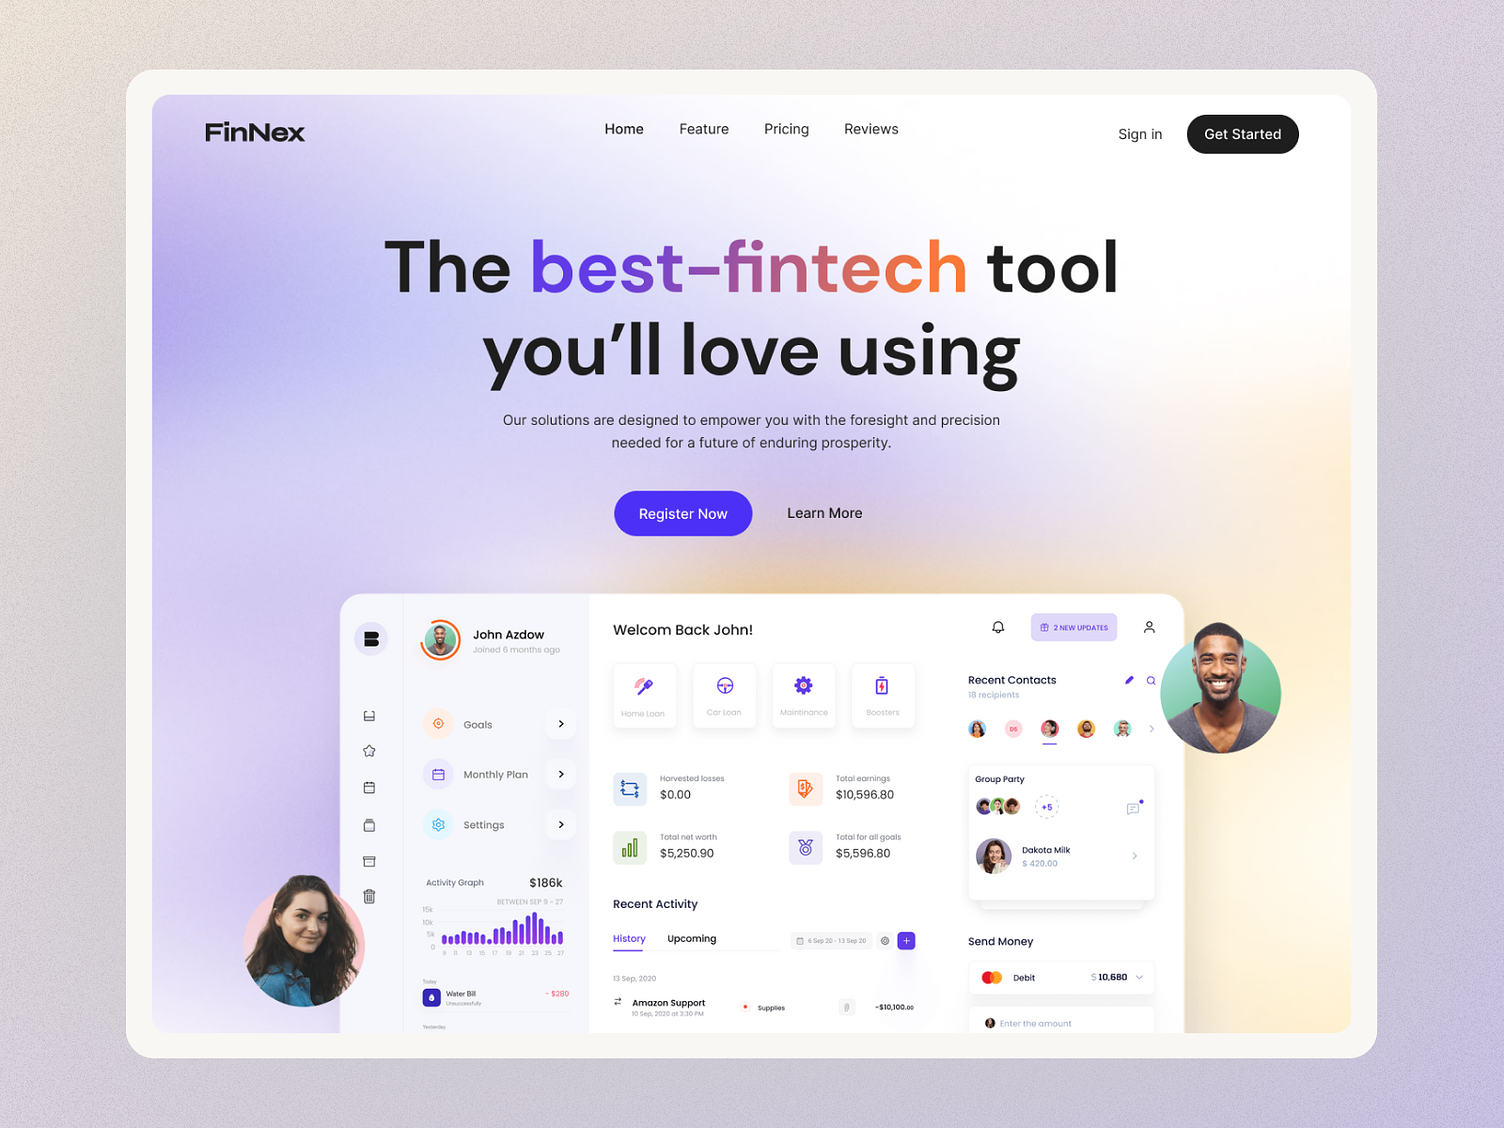 FinNex
Home
Feature
Pricing
Reviews
Sign in
Get Started
The best-fintech tool
you’ll love using
Our solutions are designed to empower you with the foresight and precision
needed for a future of enduring prosperity.
Register Now
Learn More
B
John Azdow
Joined 6 months ago
Goals
Monthly Plan
Settings
Activity Graph
$186k
BETWEEN SEP 9 - 27
15k
10k
5k
0
9 11 13 15 17 19 21 23 25 27
Today
Water Bill
- $280
Unsuccessfully
Yesterday
Welcom Back John!
2 NEW UPDATES
Home Loan
Car Loan
Maintinance
Boosters
Harvested losses
$0.00
Total earnings
$10,596.80
Total net worth
$5,250.90
Total for all goals
$5,596.80
Recent Activity
History
Upcoming
6 Sep 20 - 13 Sep 20
+
13 Sep, 2020
Amazon Support
10 Sep, 2020 at 3:30 PM
Supplies
-$10,100.00
Recent Contacts
18 recipients
DS
Group Party
+5
Dakota Milk
$ 420.00
Send Money
Debit
$ 10,680
Enter the amount